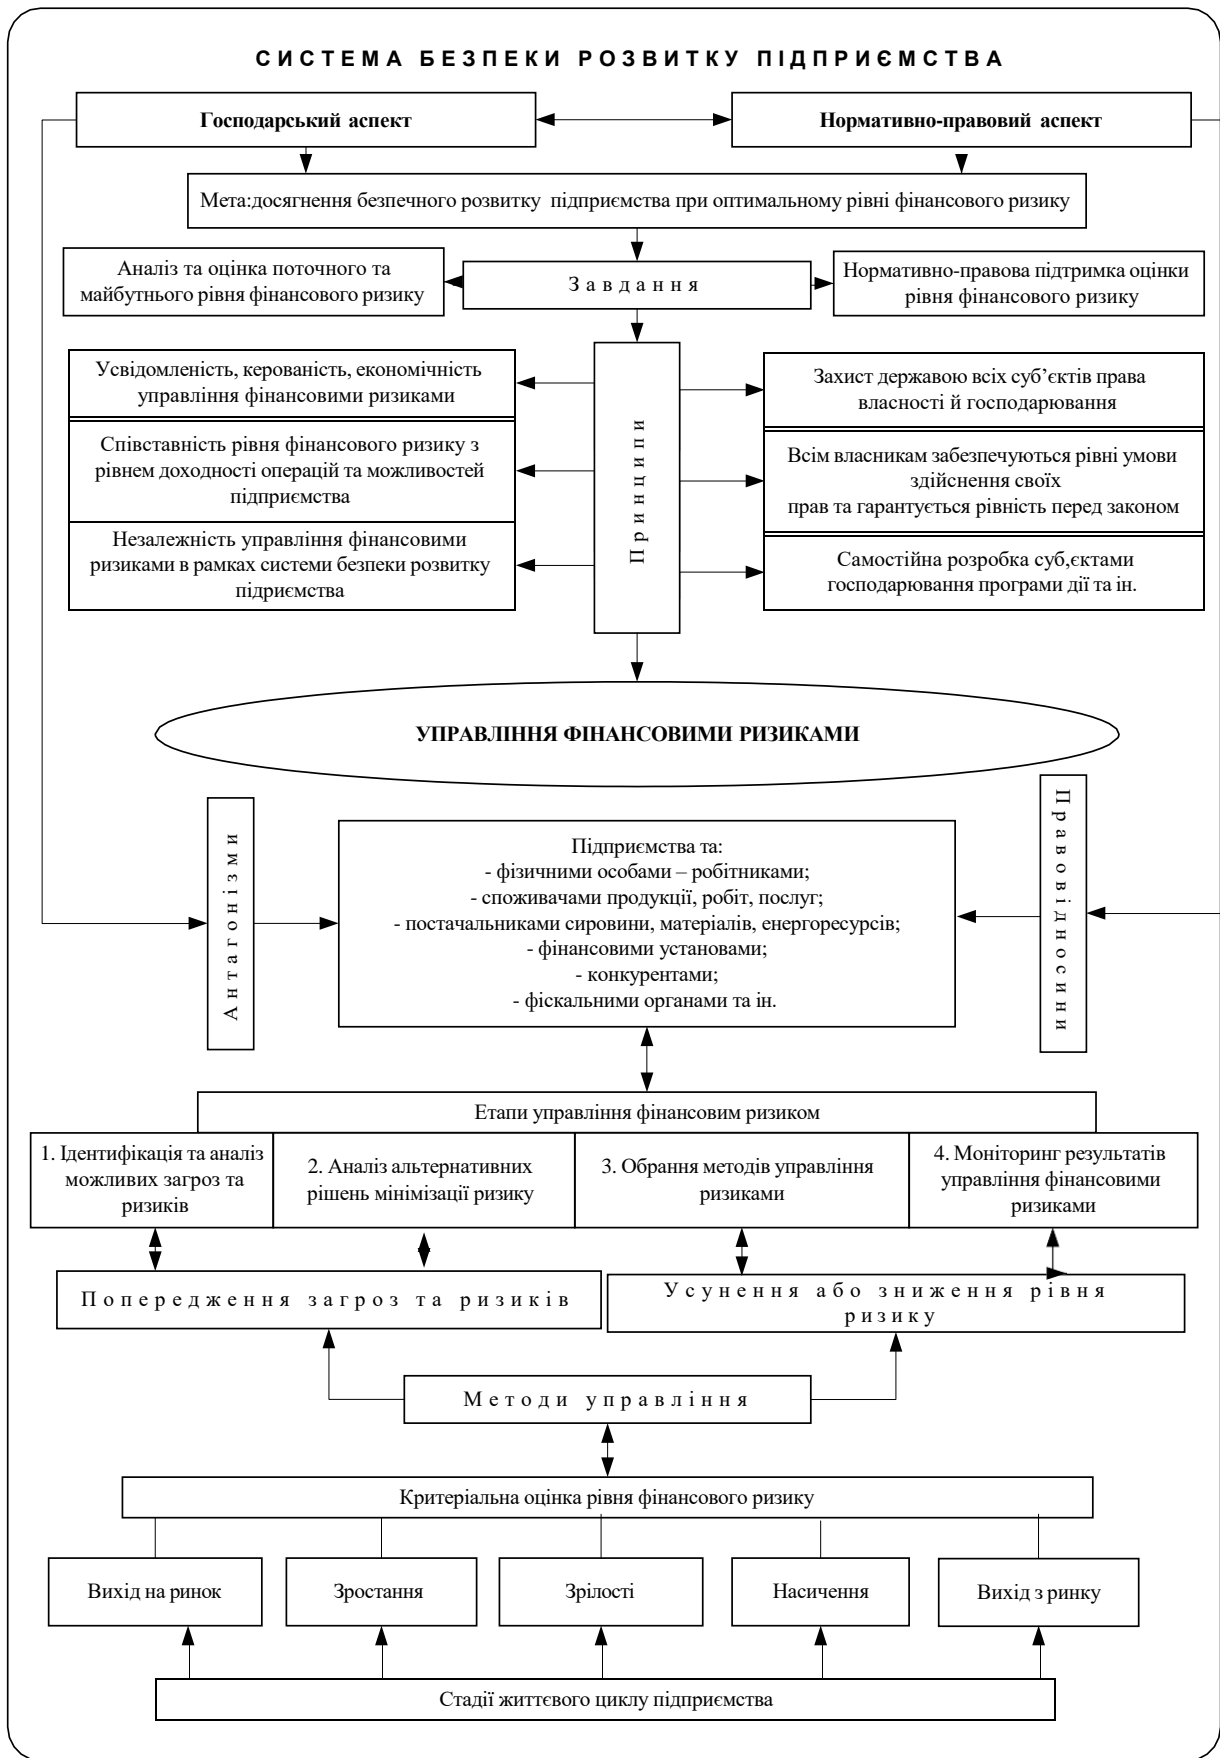 СИСТЕМА БЕЗПЕКИ РОЗВИТКУ ПІДПРИЄМСТВА
Господарський аспект
Нормативно-правовий аспект
Мета:досягнення безпечного розвитку підприємства при оптимальному рівні фінансового ризику
Аналіз та оцінка поточного та
майбутнього рівня фінансового ризику
Завдання
Нормативно-правова підтримка оцінки
рівня фінансового ризику
Усвідомленість, керованість, економічність
управління фінансовими ризиками
Співставність рівня фінансового ризику з
рівнем доходності операцій та можливостей
підприємства
Незалежність управління фінансовими
ризиками в рамках системи безпеки розвитку
підриємства
Принципи
Захист державою всіх суб’єктів права
власності й господарювання
Всім власникам забезпечуються рівні умови
здійснення своїх
прав та гарантується рівність перед законом
Самостійна розробка суб,єктами
господарювання програми дії та ін.
УПРАВЛІННЯ ФІНАНСОВИМИ РИЗИКАМИ
Антагонізми
Підприємства та:
- фізичними особами – робітниками;
- споживачами продукції, робіт, послуг;
- постачальниками сировини, матеріалів, енергоресурсів;
- фінансовими установами;
- конкурентами;
- фіскальними органами та ін.
Правовідносини
Етапи управління фінансовим ризиком
1. Ідентифікація та аналіз
можливих загроз та
ризиків
2. Аналіз альтернативних
рішень мінімізації ризику
3. Обрання методів управління
ризиками
4. Моніторинг результатів
управління фінансовими
ризиками
Попередження загроз та ризиків
Усунення або зниження рівня
ризику
Методи управління
Критеріальна оцінка рівня фінансового ризику
Вихід на ринок
Зростання
Зрілості
Насичення
Вихід з ринку
Стадії життєвого циклу підприємства